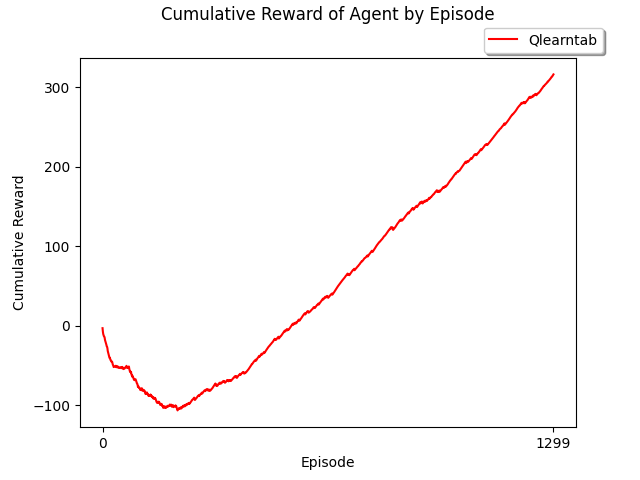 Cumulative Reward of Agent by Episode
Qlearntab
300
200
100
0
−100
Cumulative Reward
0
1299
Episode